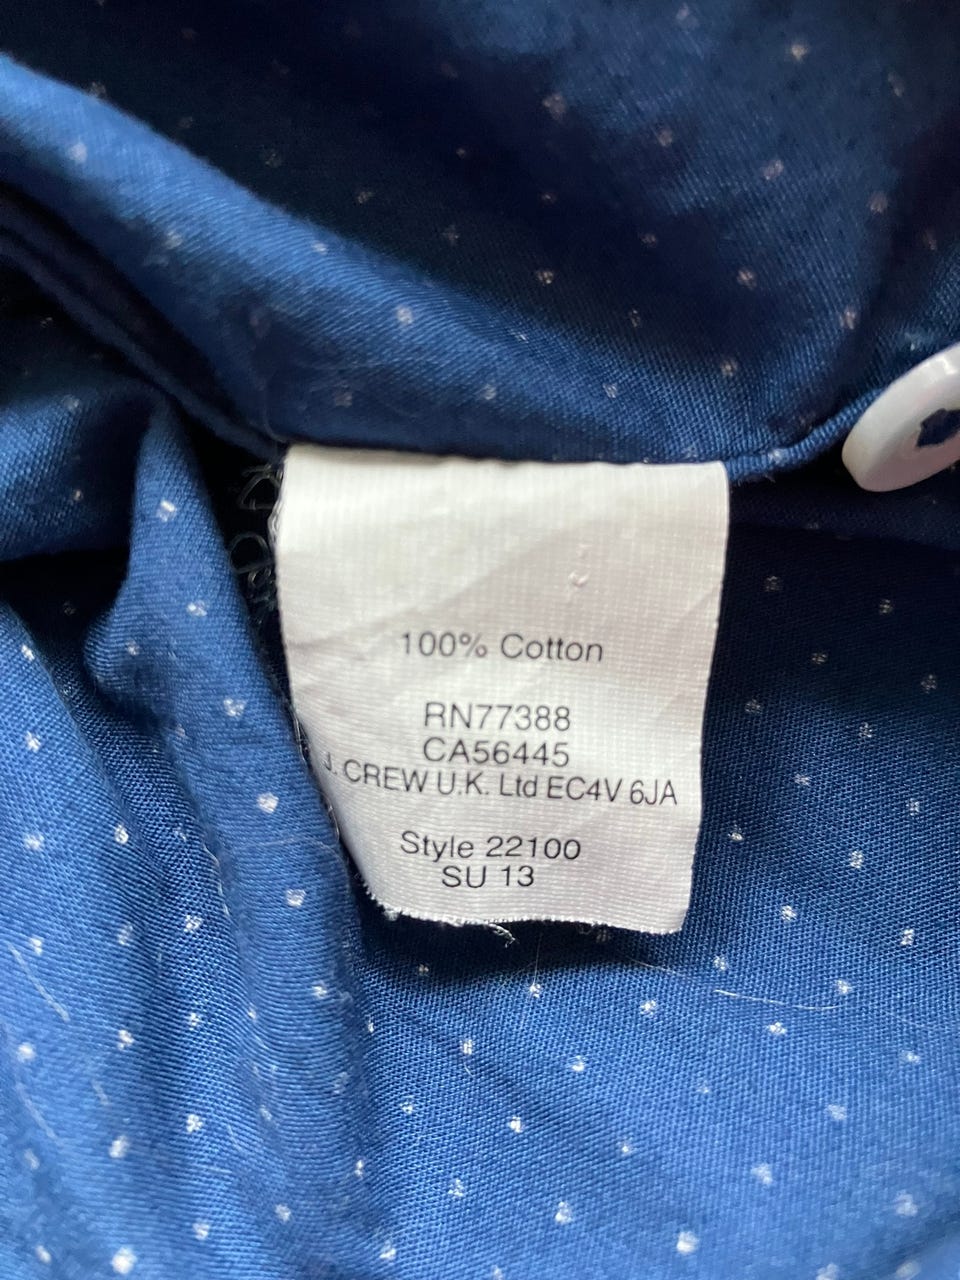 100% Cotton
RN77388
CA56445
J. CREW U.K. Ltd EC4V 6JA
Style 22100
SU 13